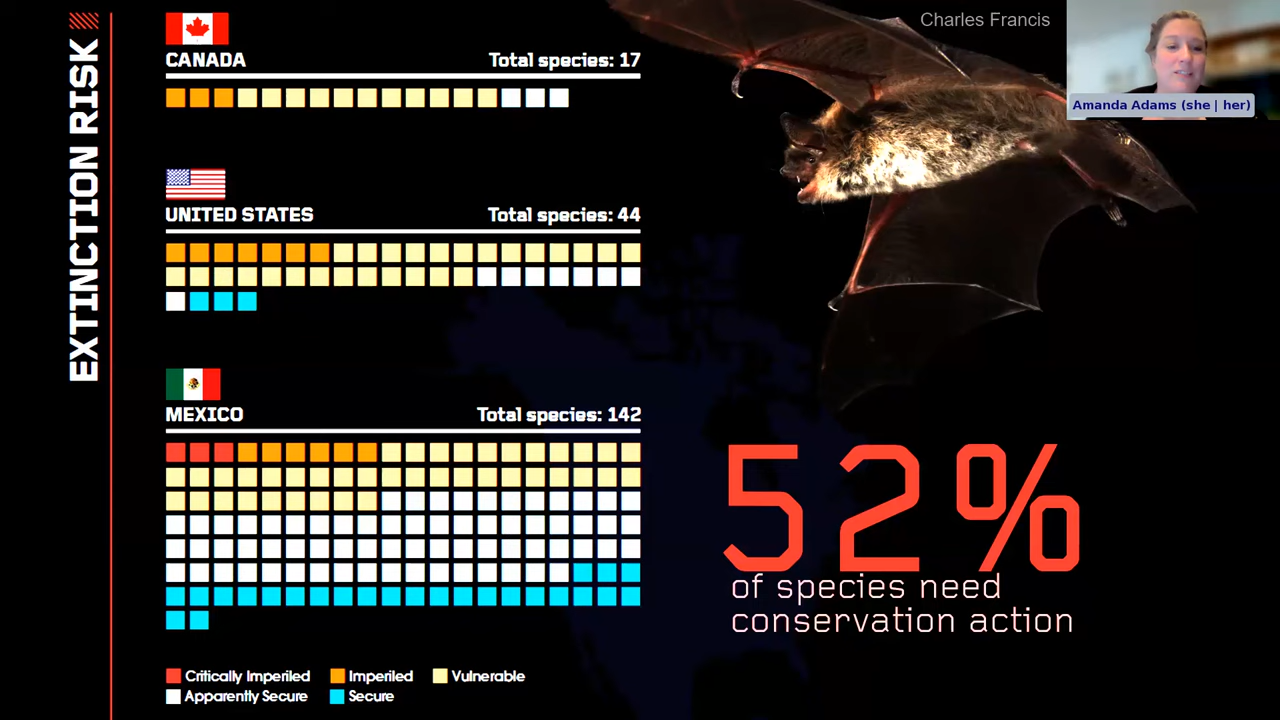 EXTINCTION RISK
CANADA
Total species: 17
UNITED STATES
Total species: 44
MEXICO
Total species: 142
Critically Imperiled
Imperiled
Vulnerable
Apparently Secure
Secure
Charles Francis
Amanda Adams (she | her)
52%
of species need
conservation action